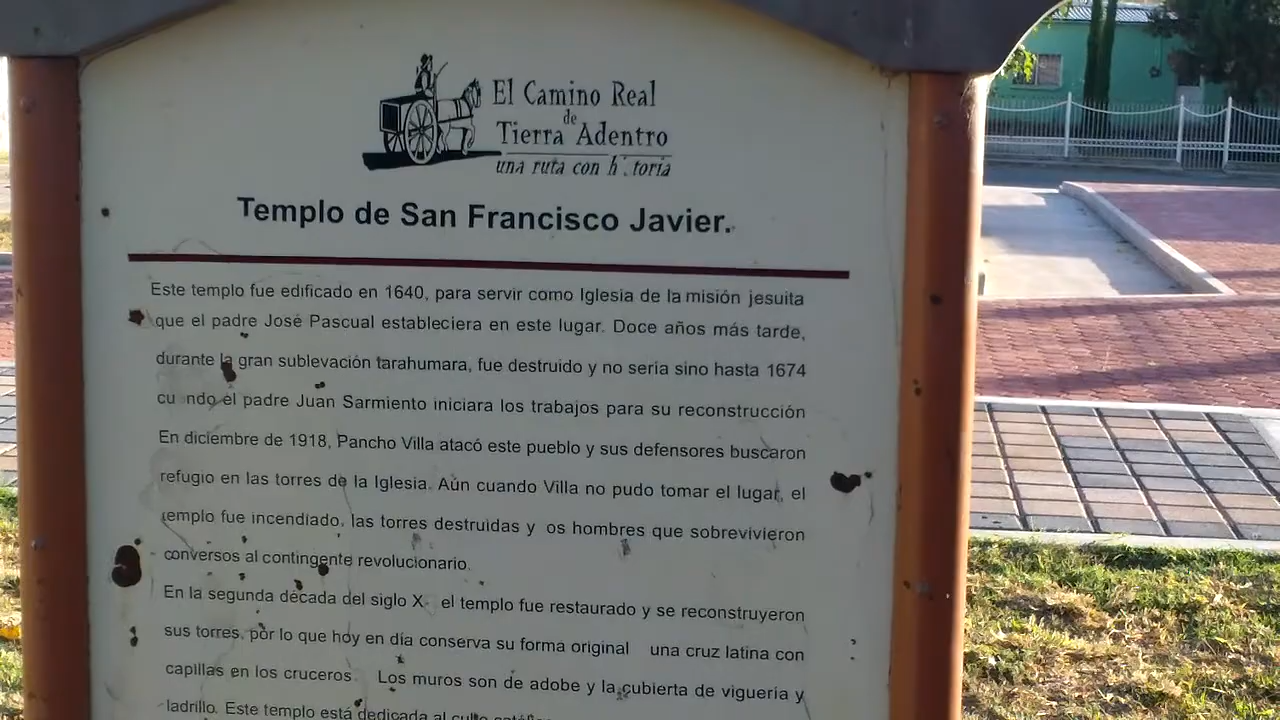 El Camino Real
de
Tierra Adentro
una ruta con h toria
Templo de San Francisco Javier.
Este templo fue edificado en 1640, para servir como Iglesia de la misión jesuita
que el padre José Pascual estableciera en este lugar. Doce años más tarde,
durante la gran sublevación tarahumara, fue destruido y no sería sino hasta 1674
cu ndo el padre Juan Sarmiento iniciara los trabajos para su reconstrucción
En diciembre de 1918, Pancho Villa atacó este pueblo y sus defensores buscaron
refugio en las torres de la Iglesia. Aún cuando Villa no pudo tomar el lugar, el
templo fue incendiado, las torres destruidas y os hombres que sobrevivieron
conversos al contingente revolucionario.
En la segunda década del siglo X el templo fue restaurado y se reconstruyeron
sus torres, por lo que hoy en día conserva su forma original una cruz latina con
capillas en los cruceros Los muros son de adobe y la cubierta de viguería y
ladrillo. Este templo está dedicada al culto